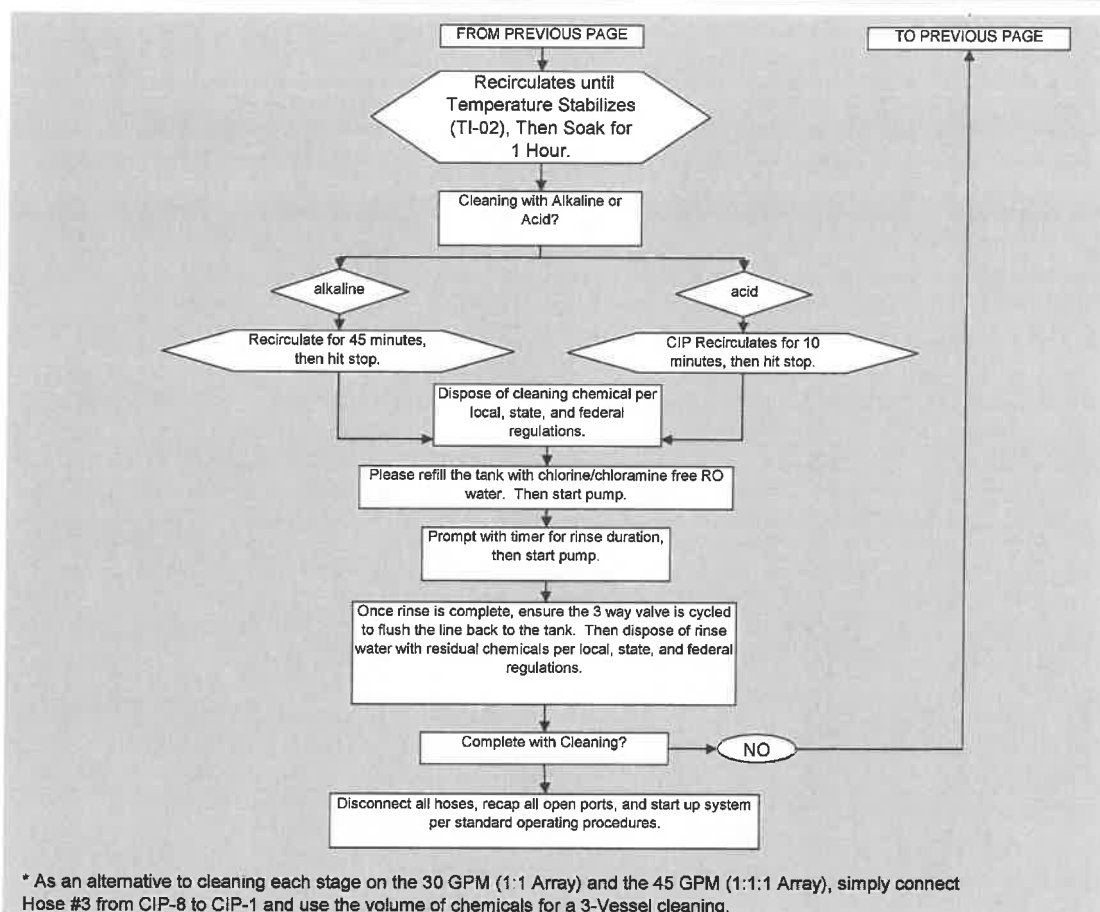 FROM PREVIOUS PAGE
TO PREVIOUS PAGE
Recirculates until
Temperature Stabilizes
(TI-02), Then Soak for
1 Hour.
Cleaning with Alkaline or
Acid?
alkaline
acid
Recirculate for 45 minutes,
then hit stop.
CIP Recirculates for 10
minutes, then hit stop.
Dispose of cleaning chemical per
local, state, and federal
regulations.
Please refill the tank with chlorine/chloramine free RO
water. Then start pump.
Prompt with timer for rinse duration,
then start pump.
Once rinse is complete, ensure the 3 way valve is cycled
to flush the line back to the tank. Then dispose of rinse
water with residual chemicals per local, state, and federal
regulations.
Complete with Cleaning?
NO
Disconnect all hoses, recap all open ports, and start up system
per standard operating procedures.
* As an alternative to cleaning each stage on the 30 GPM (1:1 Array) and the 45 GPM (1:1:1 Array), simply connect
Hose #3 from CIP-8 to CIP-1 and use the volume of chemicals for a 3-Vessel cleaning.